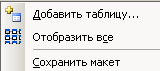 Добавить таблицу...
Отобразить все
Сохранить макет